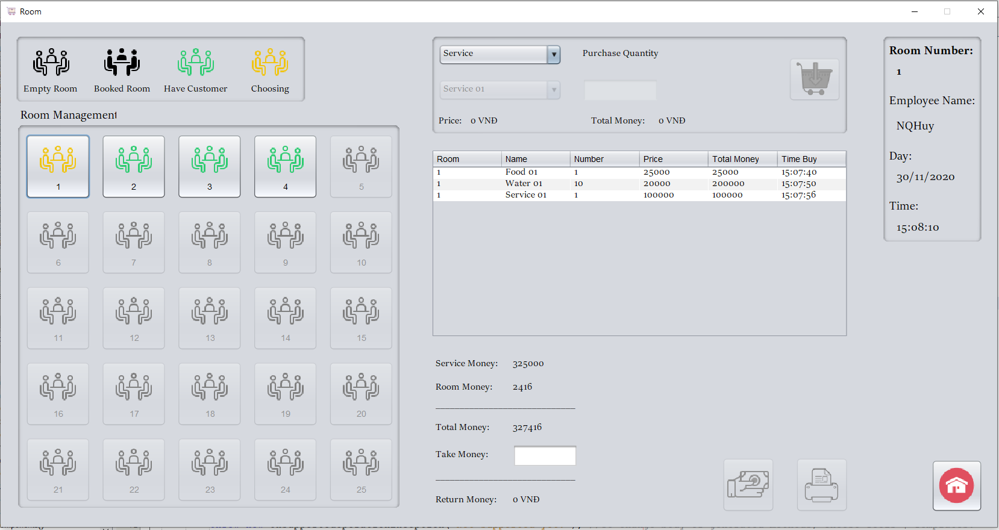 Room
Empty Room Booked Room Have Customer Choosing
Room Management
1 2 3 4 5
6 7 8 9 10
11 12 13 14 15
16 17 18 19 20
21 22 23 24 25
Service Purchase Quantity
Service 01
Price: 0 VNĐ Total Money: 0 VNĐ
Room Name Number Price Total Money Time Buy
1 Food 01 1 25000 25000 15:07:40
1 Water 01 10 20000 200000 15:07:50
1 Service 01 1 100000 100000 15:07:56
Service Money: 325000
Room Money: 2416
Total Money: 327416
Take Money:
Return Money: 0 VNĐ
Room Number:
1
Employee Name:
NQHuy
Day:
30/11/2020
Time:
15:08:10